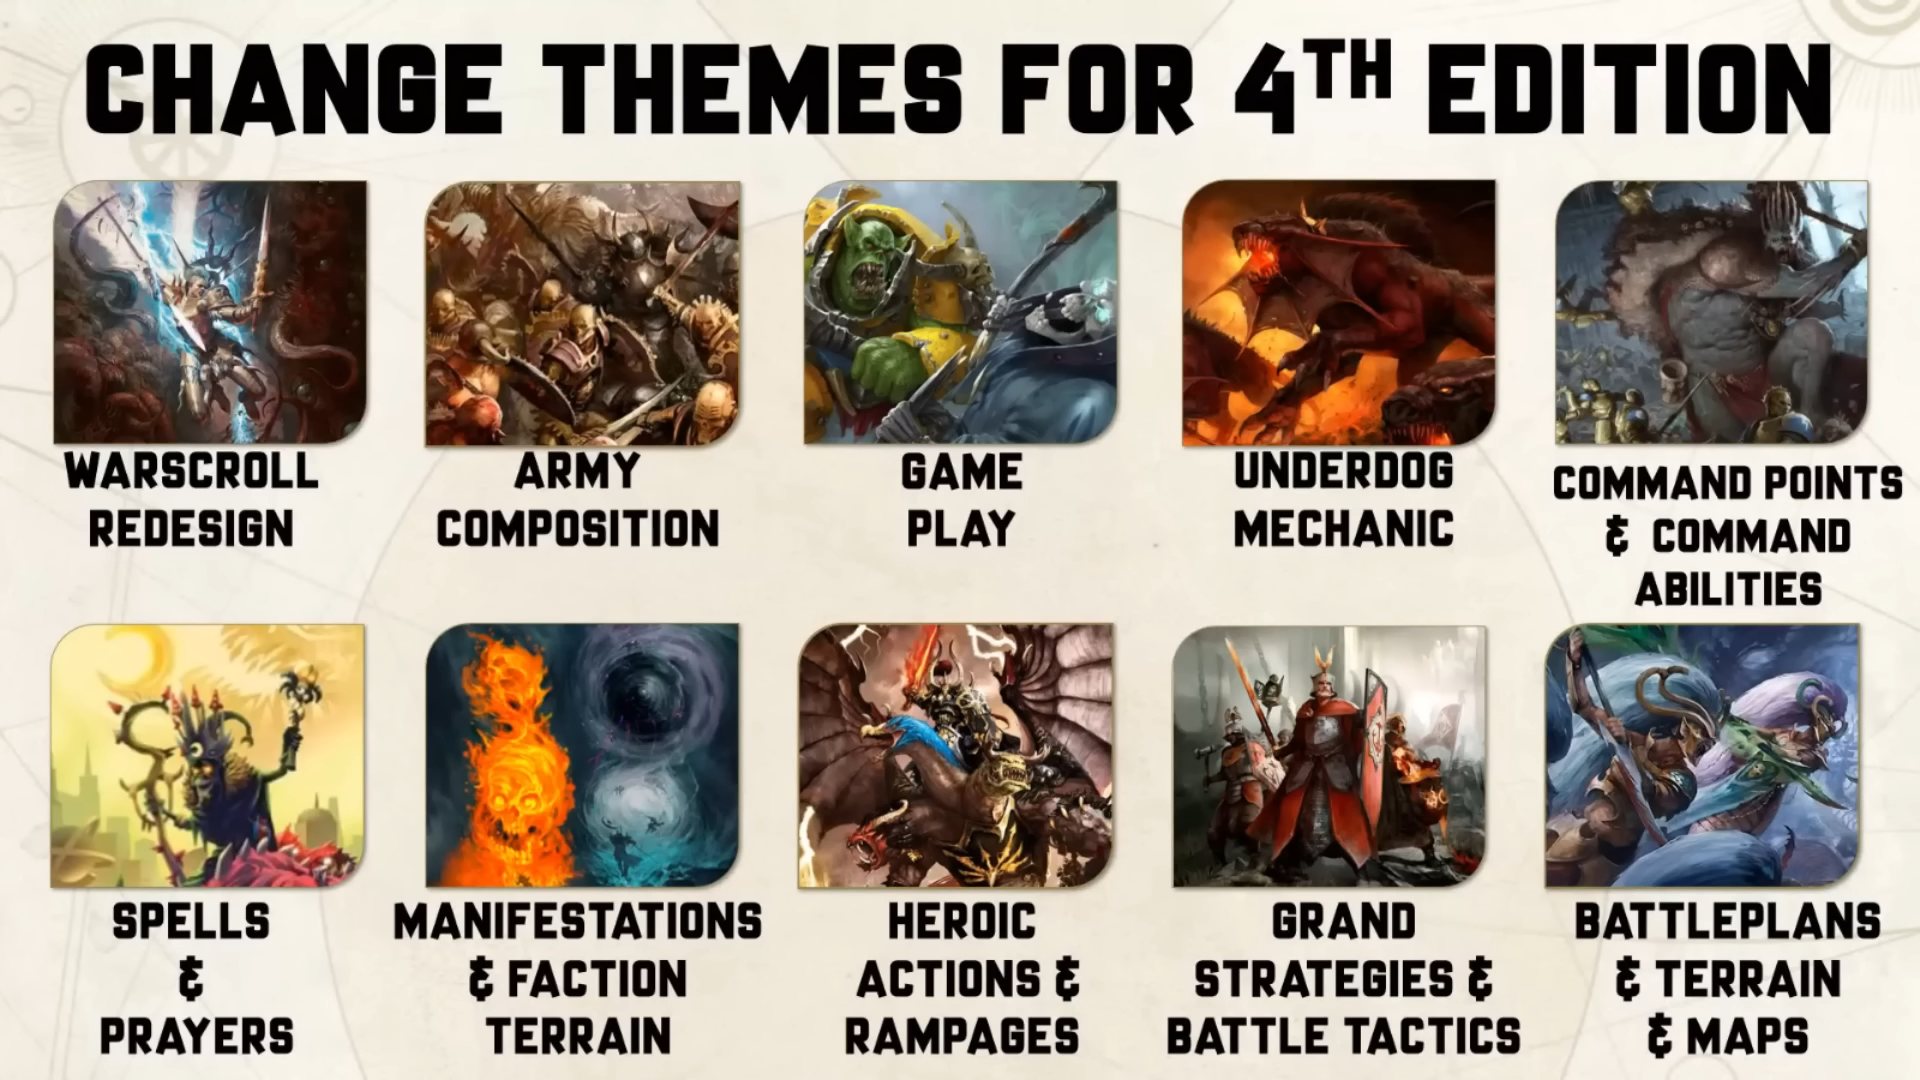 CHANGE THEMES FOR 4TH EDITION
WARSCROLL
REDESIGN
ARMY
COMPOSITION
GAME
PLAY
UNDERDOG
MECHANIC
COMMAND POINTS
& COMMAND
ABILITIES
SPELLS
&
PRAYERS
MANIFESTATIONS
& FACTION
TERRAIN
HEROIC
ACTIONS &
RAMPAGES
GRAND
STRATEGIES &
BATTLE TACTICS
BATTLEPLANS
& TERRAIN
& MAPS